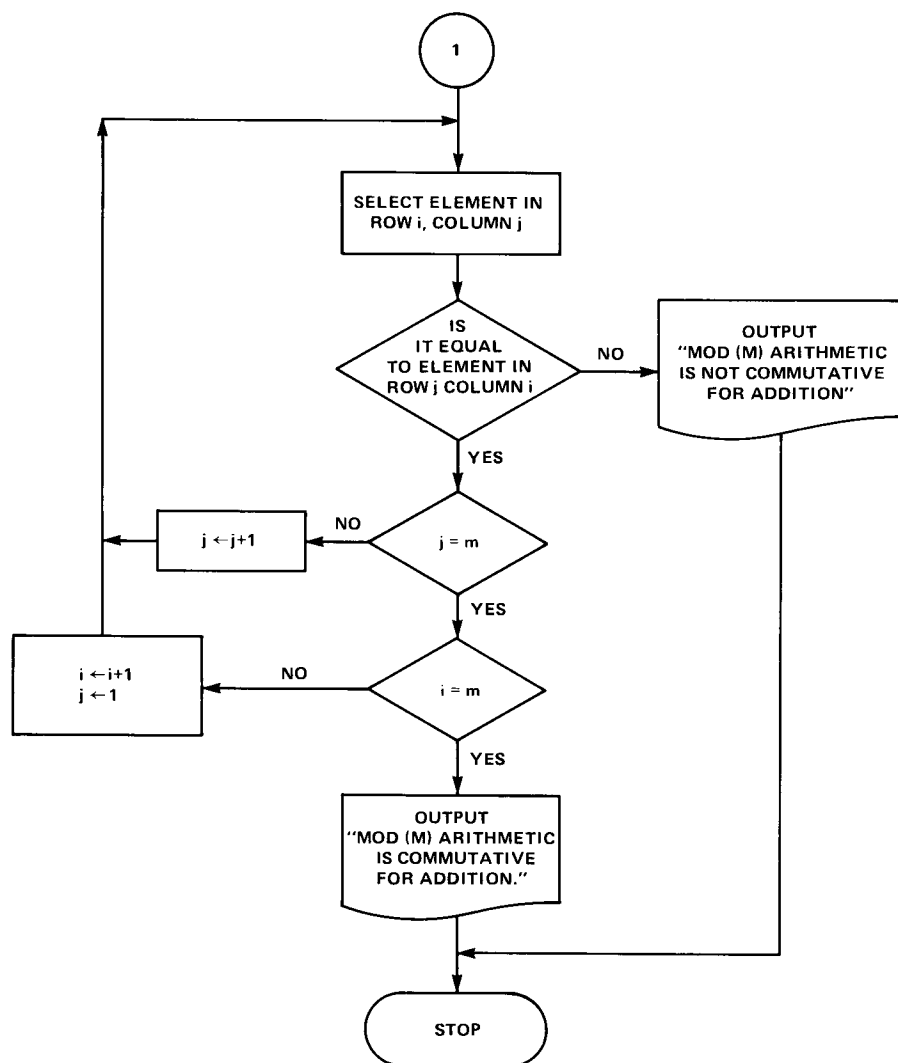 1
SELECT ELEMENT IN
ROW i, COLUMN j
IS
IT EQUAL
TO ELEMENT IN
ROW j COLUMN i
NO
OUTPUT
“MOD (M) ARITHMETIC
IS NOT COMMUTATIVE
FOR ADDITION”
YES
j = m
NO
j ←j+1
YES
i = m
NO
i ←i+1
j ←1
YES
OUTPUT
“MOD (M) ARITHMETIC
IS COMMUTATIVE
FOR ADDITION.”
STOP